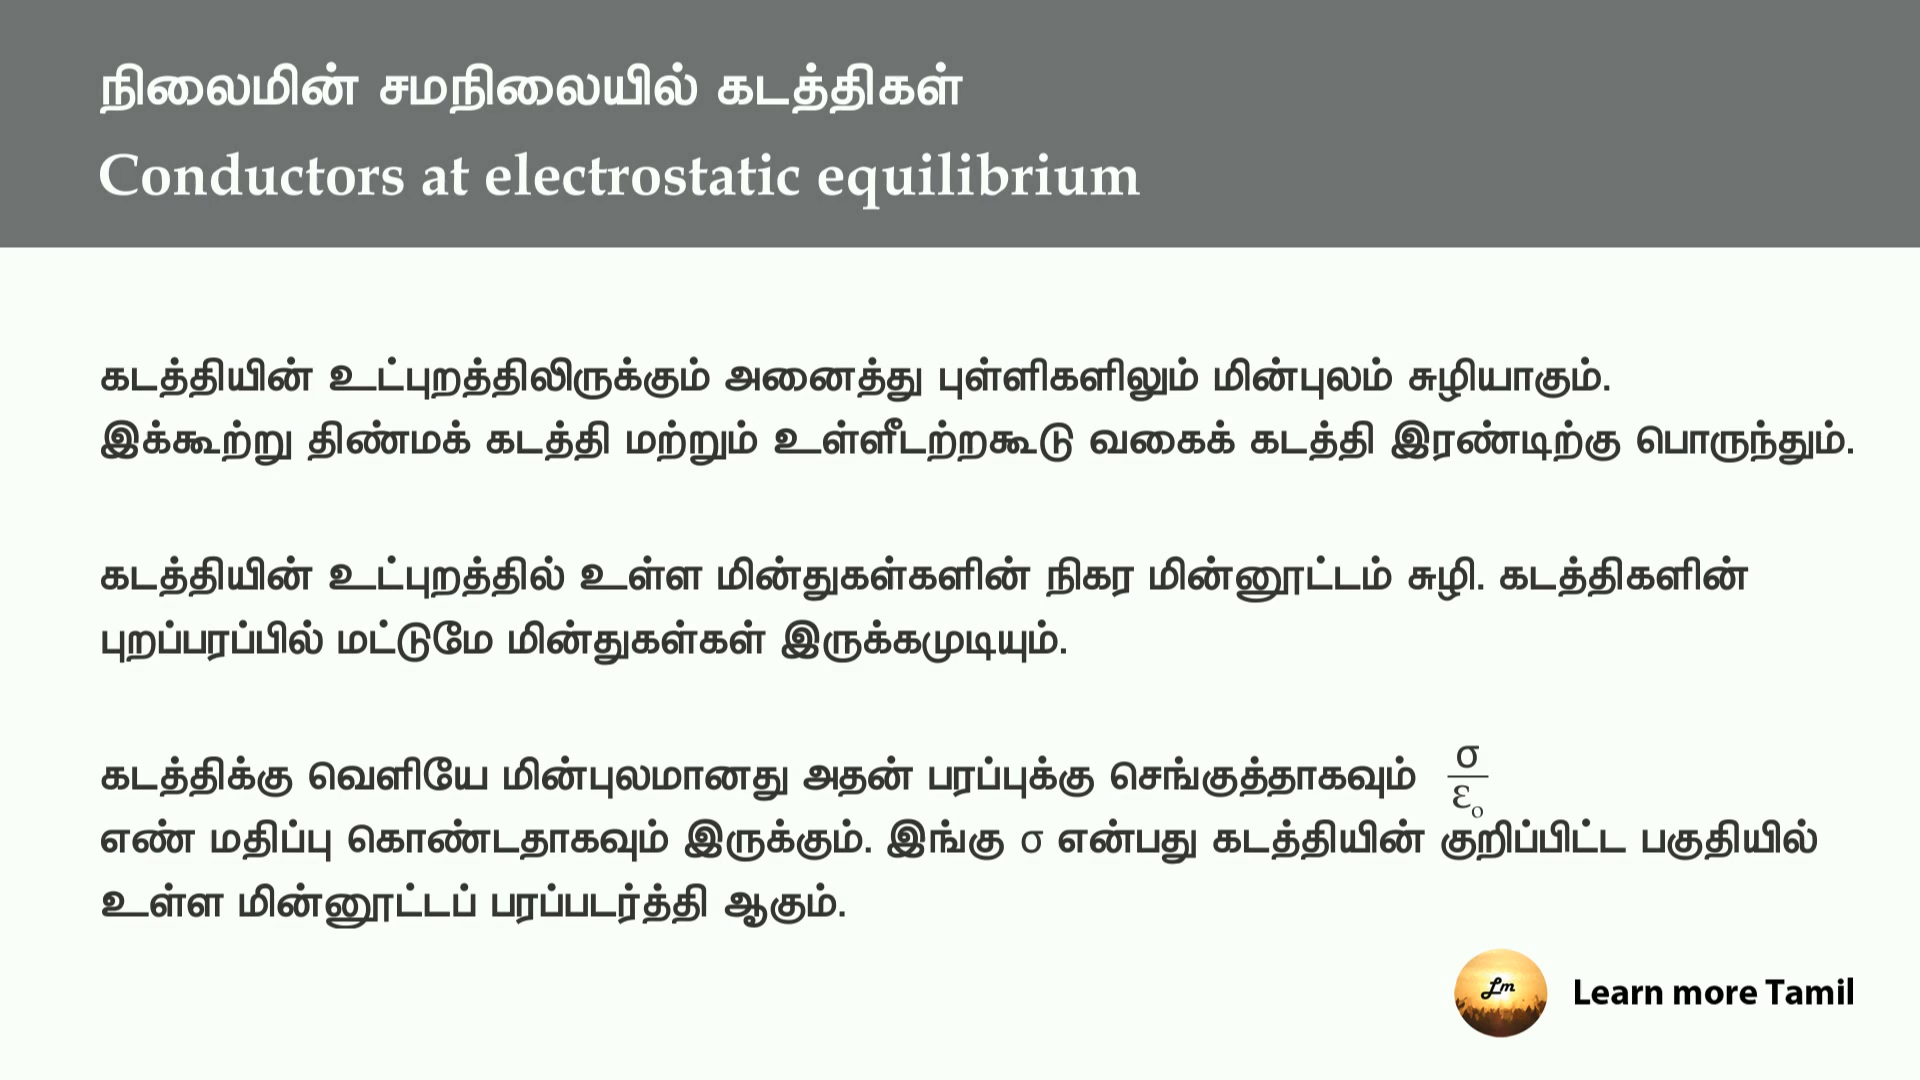 நிலைமின் சமநிலையில் கடத்திகள்
Conductors at electrostatic equilibrium
கடத்தியின் உட்புறத்திலிருக்கும் அனைத்து புள்ளிகளிலும் மின்புலம் சுழியாகும்.
இக்கூற்று திண்மக் கடத்தி மற்றும் உள்ளீடற்றகூடு வகைக் கடத்தி இரண்டிற்கு பொருந்தும்.
கடத்தியின் உட்புறத்தில் உள்ள மின்துகள்களின் நிகர மின்னூட்டம் சுழி. கடத்திகளின்
புறப்பரப்பில் மட்டுமே மின்துகள்கள் இருக்கமுடியும்.
கடத்திக்கு வெளியே மின்புலமானது அதன் பரப்புக்கு செங்குத்தாகவும் σ/ε₀
எண் மதிப்பு கொண்டதாகவும் இருக்கும். இங்கு σ என்பது கடத்தியின் குறிப்பிட்ட பகுதியில்
உள்ள மின்னூட்டப் பரப்படர்த்தி ஆகும்.
Lm
Learn more Tamil